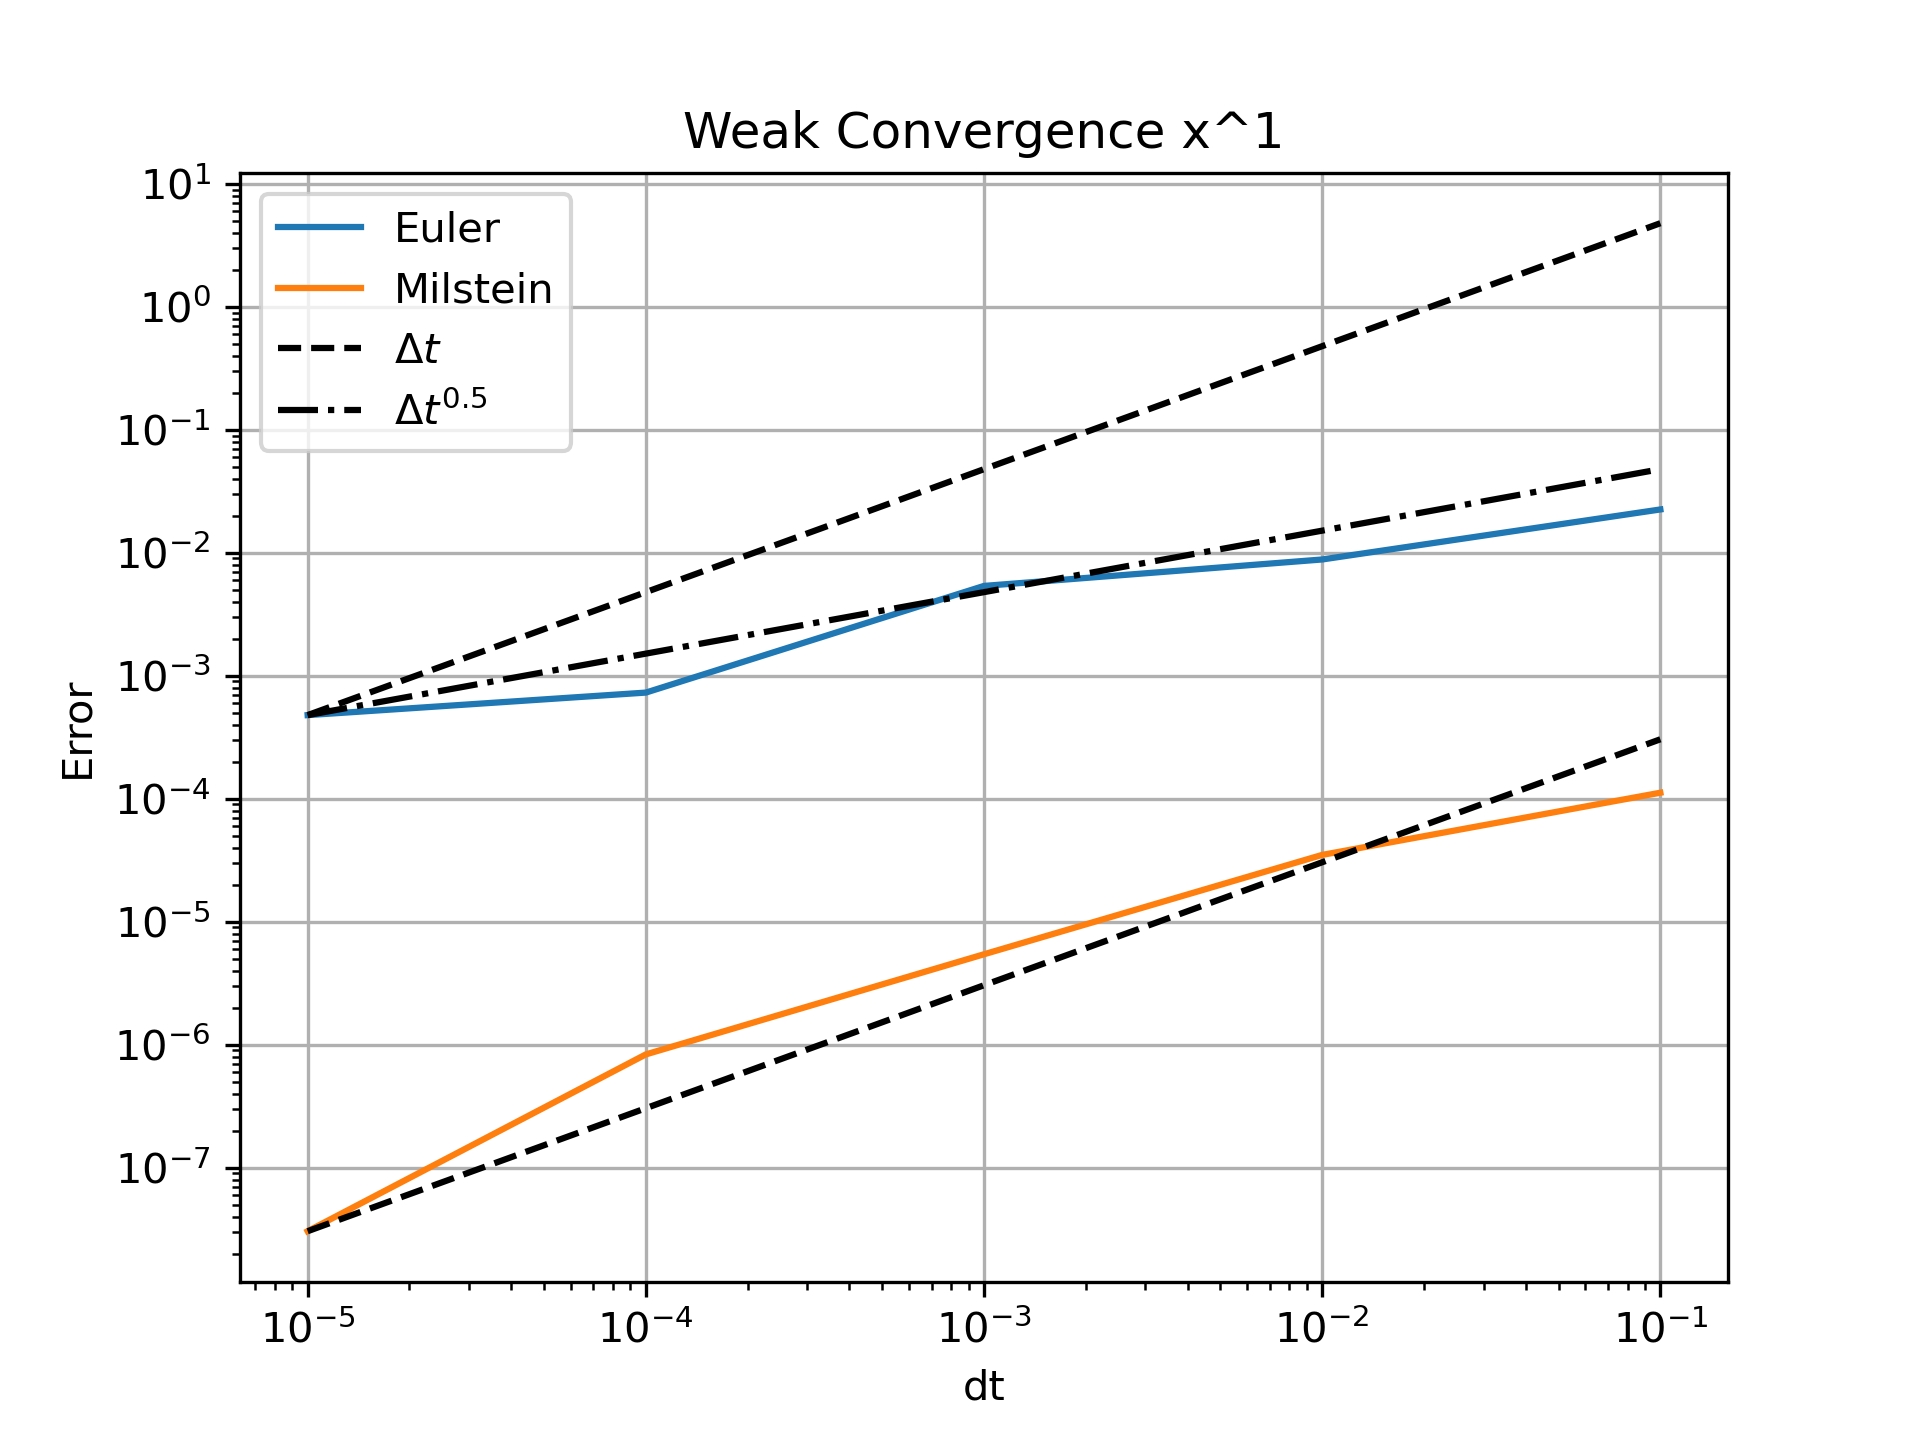 Weak Convergence x^1
Euler
Milstein
Δt
Δt^0.5
10^1
10^0
10^−1
10^−2
10^−3
10^−4
10^−5
10^−6
10^−7
Error
10^−5 10^−4 10^−3 10^−2 10^−1
dt